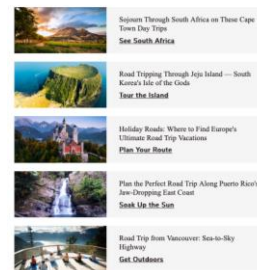 Sojourn Through South Africa on These Cape
Town Day Trips
See South Africa
Road Tripping Through Jeju Island — South
Korea's Isle of the Gods
Tour the Island
Holiday Roads: Where to Find Europe's
Ultimate Road Trip Vacations
Plan Your Route
Plan the Perfect Road Trip Along Puerto Rico's
Jaw-Dropping East Coast
Soak Up the Sun
Road Trip from Vancouver: Sea-to-Sky
Highway
Get Outdoors